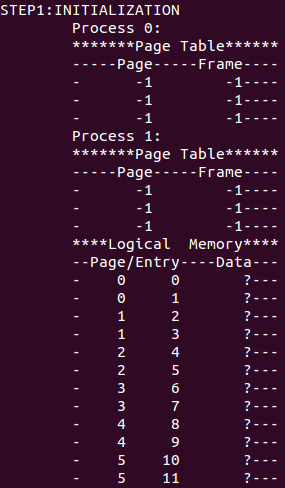 STEP1:INITIALIZATION
Process 0:
*******Page Table******
-----Page-----Frame----
- -1 -1----
- -1 -1----
- -1 -1----
Process 1:
*******Page Table******
-----Page-----Frame----
- -1 -1----
- -1 -1----
- -1 -1----
****Logical  Memory****
--Page/Entry----Data---
- 0 0 ?---
- 0 1 ?---
- 1 2 ?---
- 1 3 ?---
- 2 4 ?---
- 2 5 ?---
- 3 6 ?---
- 3 7 ?---
- 4 8 ?---
- 4 9 ?---
- 5 10 ?---
- 5 11 ?---